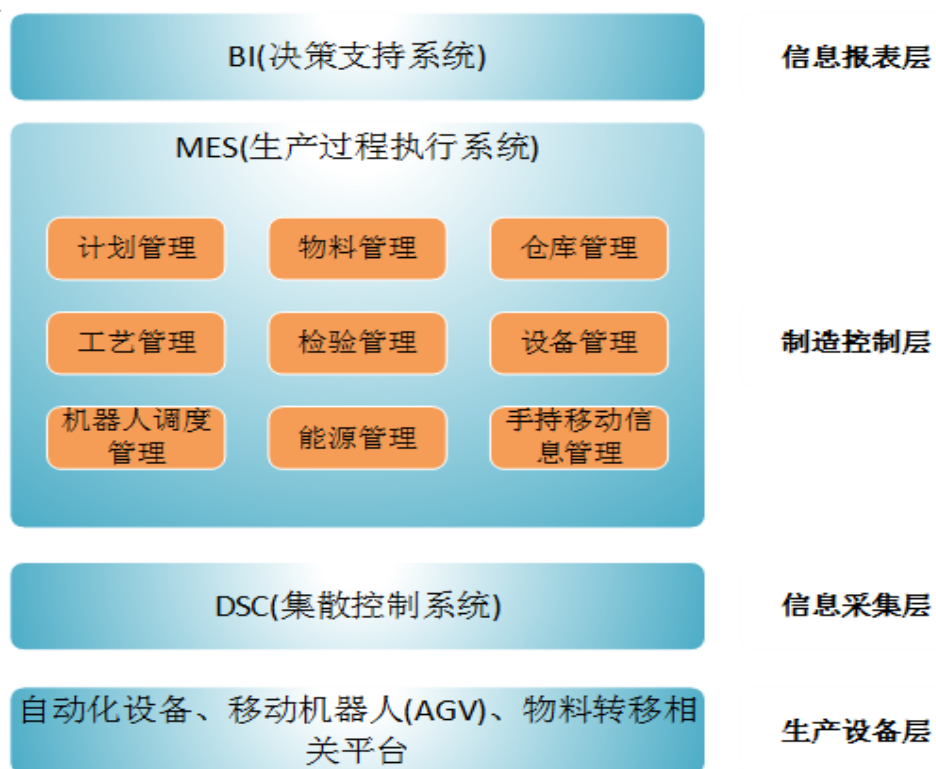 BI(决策支持系统)
信息报表层
MES(生产过程执行系统)
计划管理
物料管理
仓库管理
工艺管理
检验管理
设备管理
制造控制层
机器人调度
管理
能源管理
手持移动信
息管理
DSC(集散控制系统)
信息采集层
自动化设备、移动机器人(AGV)、物料转移相
关平台
生产设备层